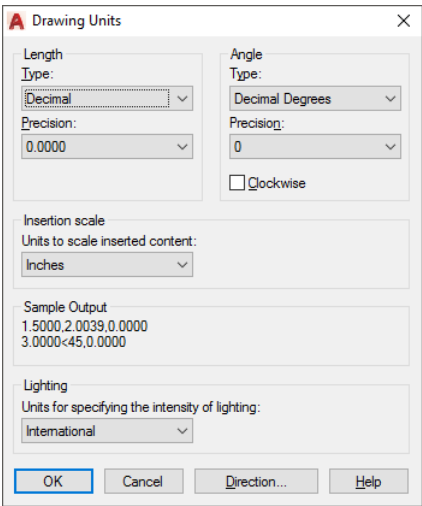 Drawing Units
Length
Type:
Decimal
Precision:
0.0000
Angle
Type:
Decimal Degrees
Precision:
0
Clockwise
Insertion scale
Units to scale inserted content:
Inches
Sample Output
1.5000,2.0039,0.0000
3.0000<45,0.0000
Lighting
Units for specifying the intensity of lighting:
International
OK Cancel Direction... Help